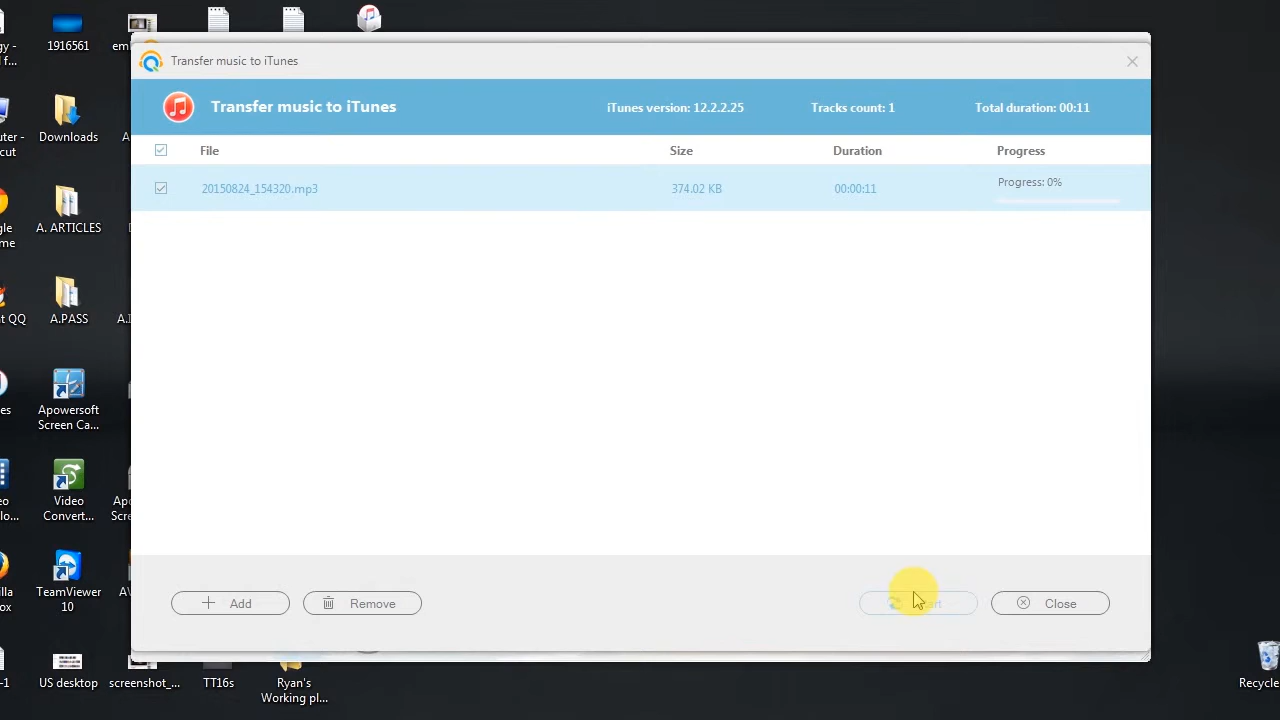 1916561
Transfer music to iTunes
Transfer music to iTunes
iTunes version: 12.2.2.25
Tracks count: 1
Total duration: 00:11
File
Size
Duration
Progress
20150824_154320.mp3
374.02 KB
00:00:11
Progress: 0%
Add
Remove
Close
Downloads
A. ARTICLES
A.PASS
QQ
Apowersoft
Screen Ca...
Video
Convert...
TeamViewer
10
US desktop
screenshot_...
TT16s
Ryan's
Working pl...
Recycle